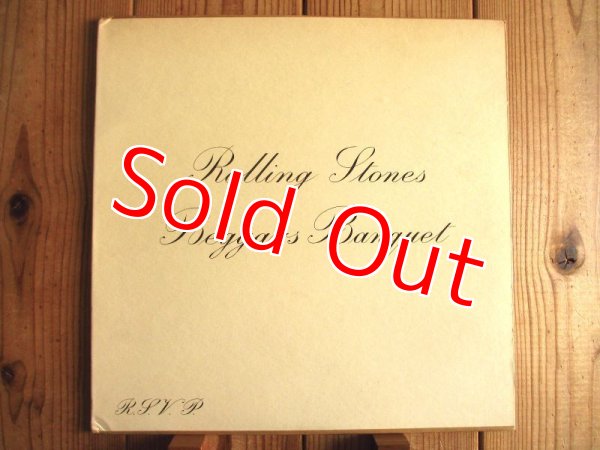 Rolling Stones
Beggars Banquet
Sold Out
R.S.V.P.